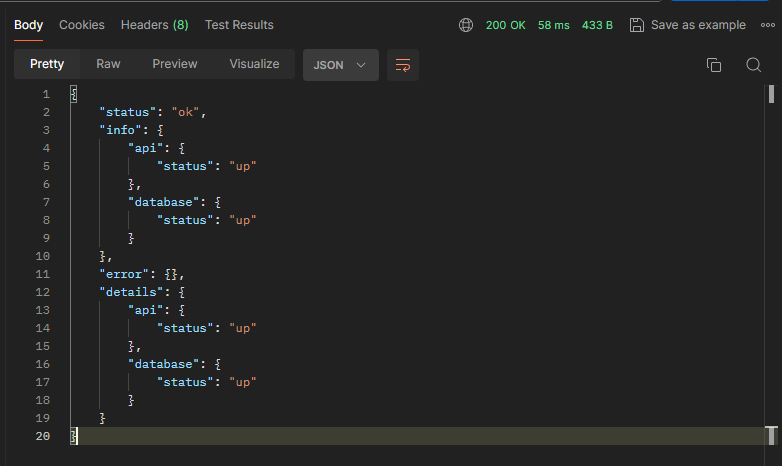 Body Cookies Headers (8) Test Results 200 OK 58 ms 433 B Save as example
Pretty Raw Preview Visualize JSON
1 {
2     "status": "ok",
3     "info": {
4         "api": {
5             "status": "up"
6         },
7         "database": {
8             "status": "up"
9         }
10     },
11     "error": {},
12     "details": {
13         "api": {
14             "status": "up"
15         },
16         "database": {
17             "status": "up"
18         }
19     }
20 }